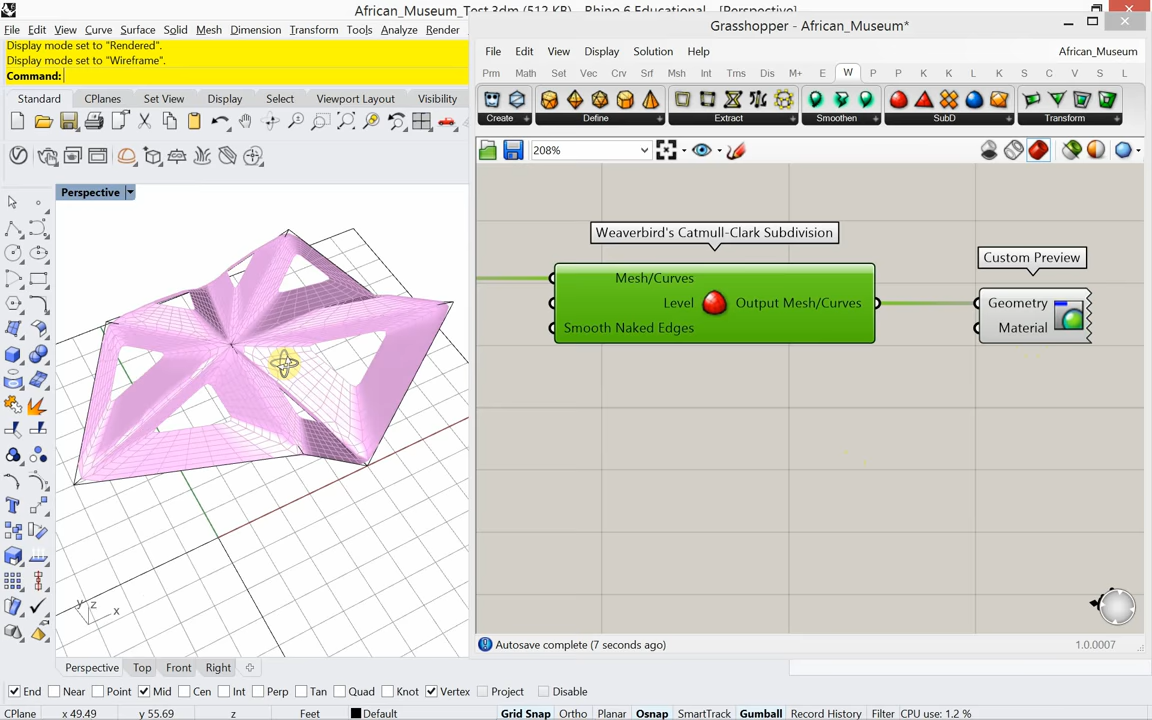 African_Museum_Test.3dm (512 KB) - Rhino 6 Educational - [Perspective]
File Edit View Curve Surface Solid Mesh Dimension Transform Tools Analyze Render
Display mode set to "Rendered".
Display mode set to "Wireframe".
Command:
Standard CPlanes Set View Display Select Viewport Layout Visibility
Perspective
y z x
Perspective Top Front Right
End Near Point Mid Cen Int Perp Tan Quad Knot Vertex Project Disable
CPlane x 49.49 y 55.69 z Feet Default Grid Snap Ortho Planar Osnap SmartTrack Gumball Record History Filter CPU use: 1.2 %
Grasshopper - African_Museum*
File Edit View Display Solution Help African_Museum
Prm Math Set Vec Crv Srf Msh Int Trns Dis M+ E W P P K K S C V S L
Create Define Extract Smoothen SubD Transform
208%
Weaverbird's Catmull-Clark Subdivision
Mesh/Curves
Level Output Mesh/Curves
Smooth Naked Edges
Custom Preview
Geometry
Material
Autosave complete (7 seconds ago) 1.0.0007